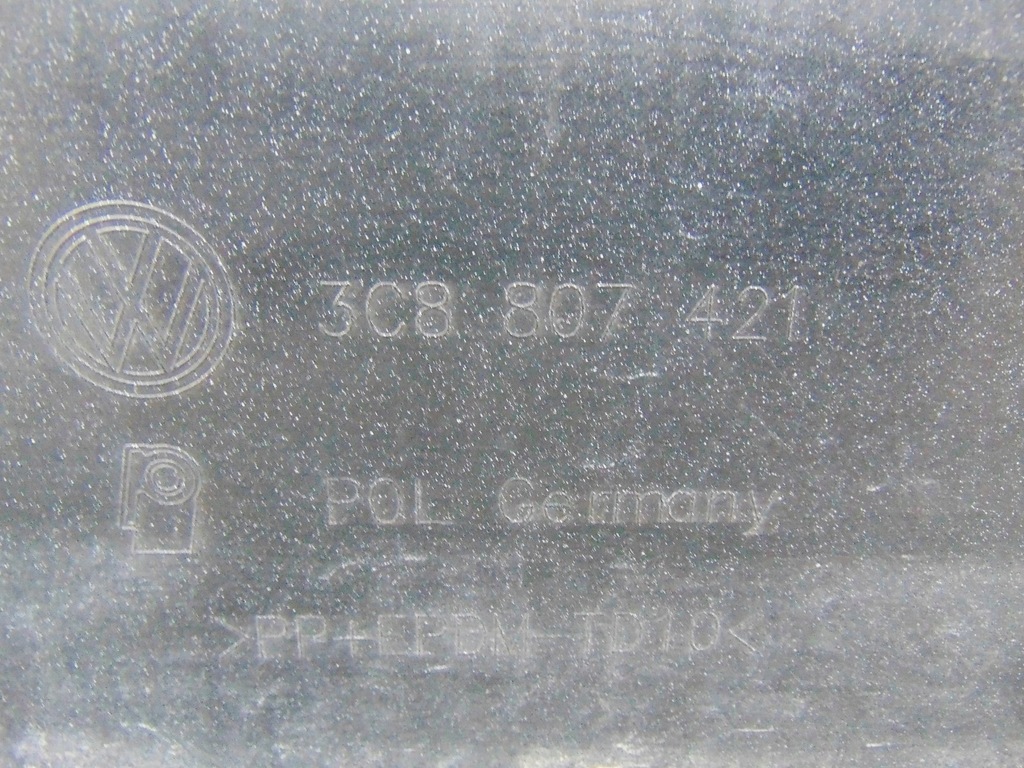 3C8 807 421
POL Germany
>PP+EPDM-TD10<